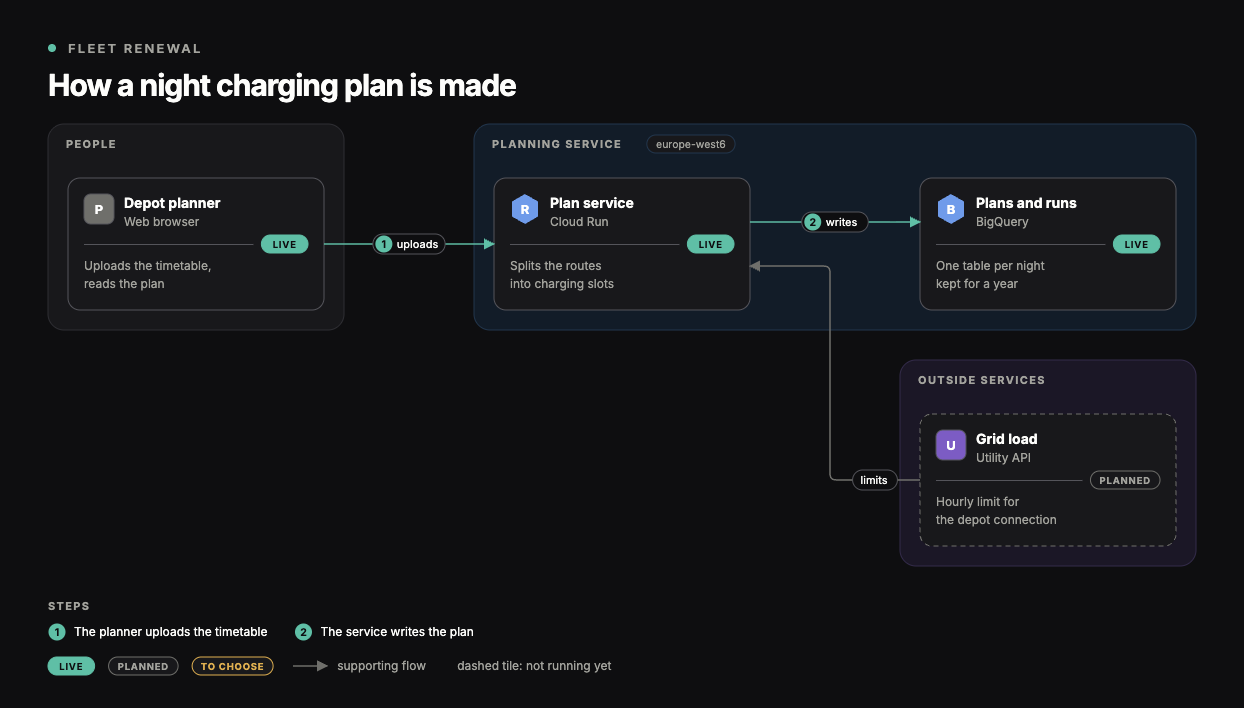 FLEET RENEWAL
How a night charging plan is made
PEOPLE
P
Depot planner
Web browser
LIVE
Uploads the timetable,
reads the plan
1 uploads
PLANNING SERVICE
europe-west6
R
Plan service
Cloud Run
LIVE
Splits the routes
into charging slots
2 writes
B
Plans and runs
BigQuery
LIVE
One table per night
kept for a year
OUTSIDE SERVICES
U
Grid load
Utility API
PLANNED
Hourly limit for
the depot connection
limits
STEPS
1 The planner uploads the timetable
2 The service writes the plan
LIVE
PLANNED
TO CHOOSE
supporting flow
dashed tile: not running yet